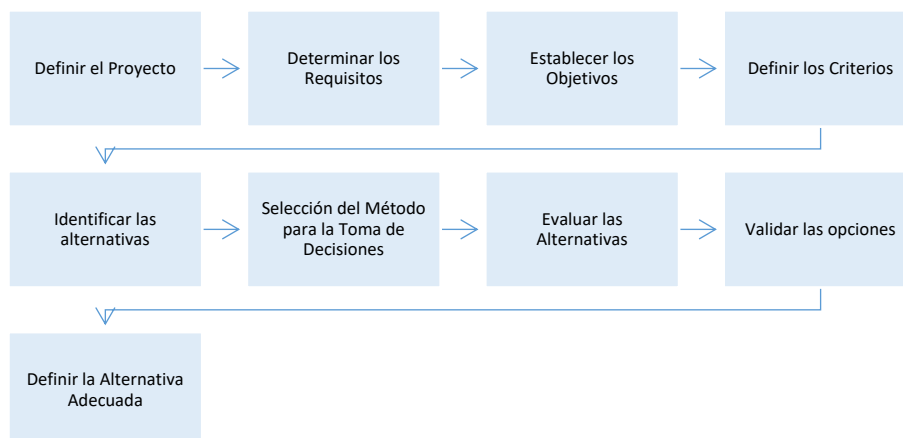 Definir el Proyecto
Determinar los
Requisitos
Establecer los
Objetivos
Definir los Criterios
Identificar las
alternativas
Selección del Método
para la Toma de
Decisiones
Evaluar las
Alternativas
Validar las opciones
Definir la Alternativa
Adecuada